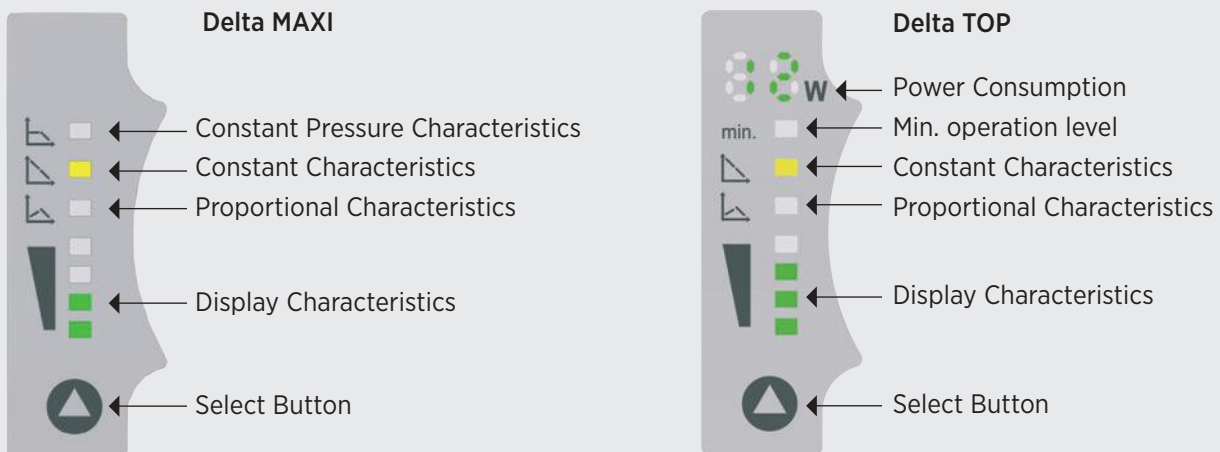 Delta MAXI
Constant Pressure Characteristics
Constant Characteristics
Proportional Characteristics
Display Characteristics
Select Button
Delta TOP
12 W
Power Consumption
min.
Min. operation level
Constant Characteristics
Proportional Characteristics
Display Characteristics
Select Button